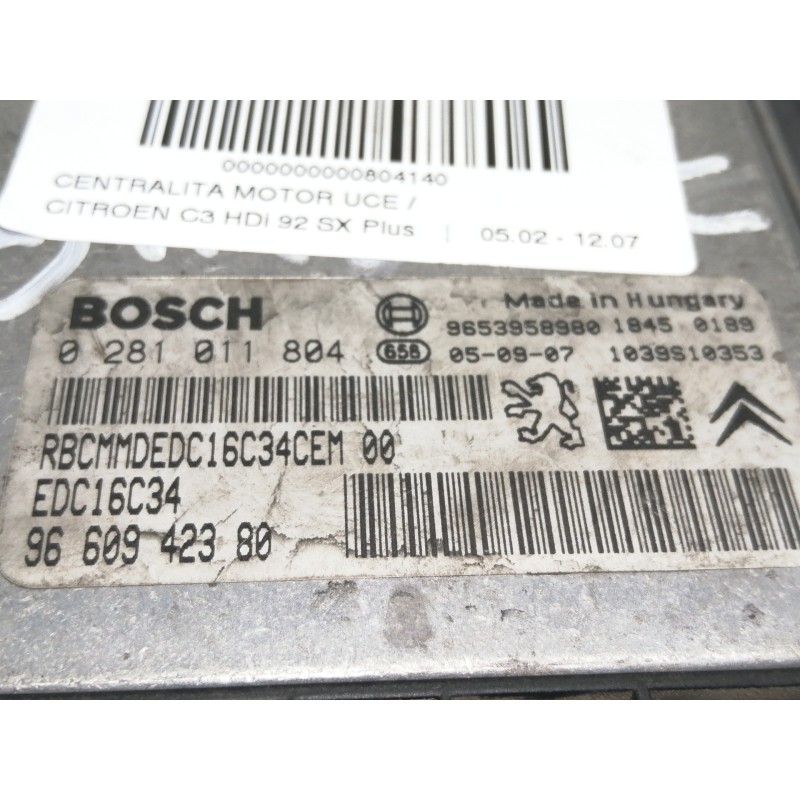 0000000000804140
CENTRALITA MOTOR UCE /
CITROEN C3 HDi 92 SX Plus | 05.02 - 12.07
BOSCH
Made in Hungary
9653958980 1845 0189
0 281 011 804
658
05-09-07 1039S10353
RBCMMDEDC16C34CEM 00
EDC16C34
96 609 423 80